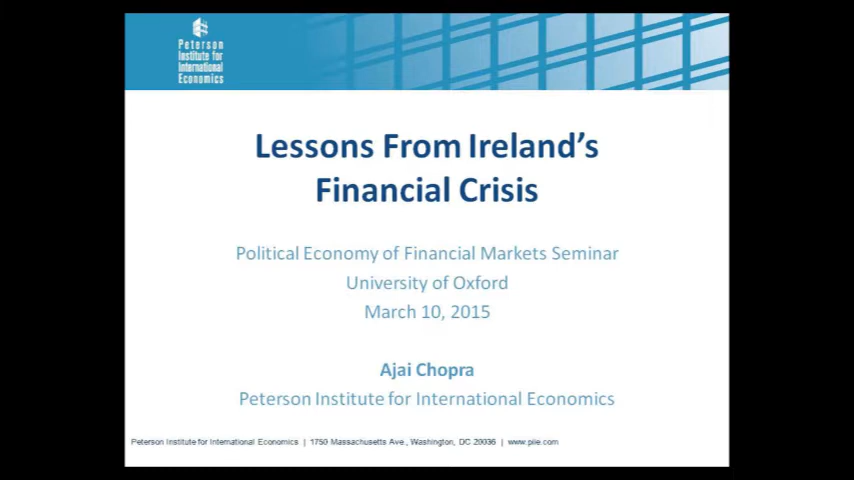 Peterson
Institute for
International
Economics
Lessons From Ireland's
Financial Crisis
Political Economy of Financial Markets Seminar
University of Oxford
March 10, 2015
Ajai Chopra
Peterson Institute for International Economics
Peterson Institute for International Economics | 1750 Massachusetts Ave., Washington, DC 20036 | www.piie.com